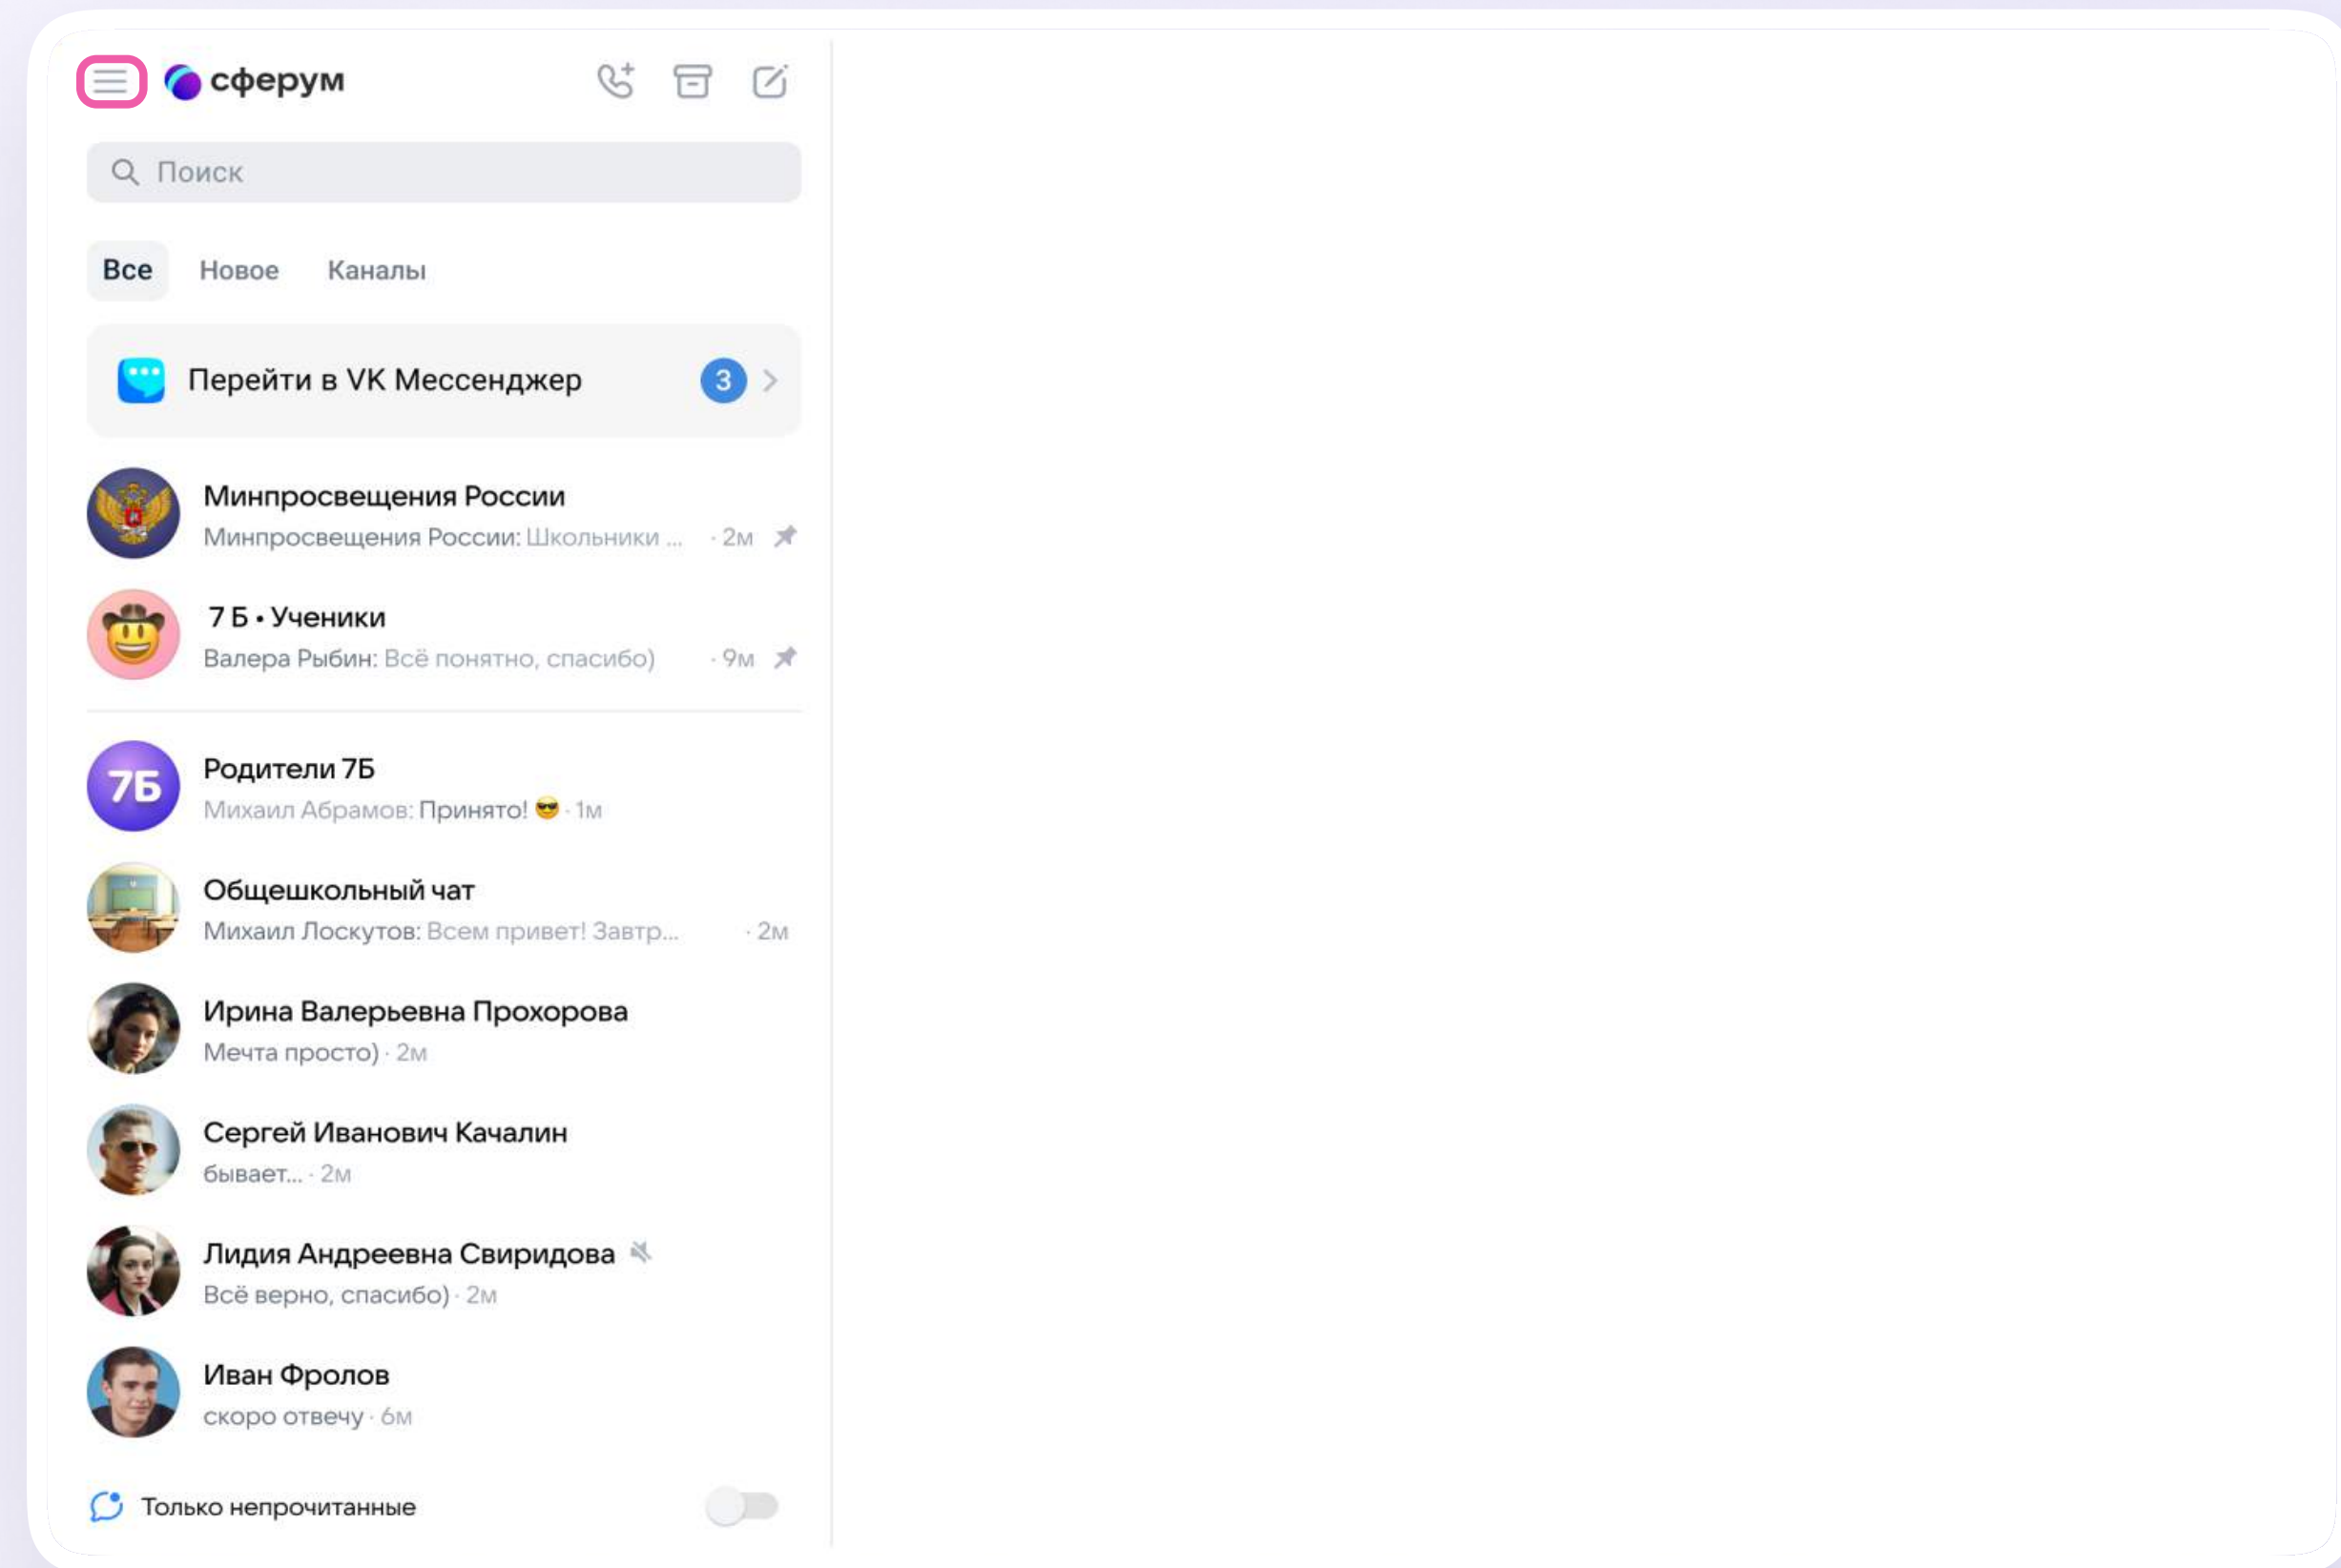 сферум
Поиск
Все Новое Каналы
Перейти в VK Мессенджер 3
Минпросвещения России
Минпросвещения России: Школьники ... · 2м
7 Б • Ученики
Валера Рыбин: Всё понятно, спасибо) · 9м
7Б
Родители 7Б
Михаил Абрамов: Принято! 😎 · 1м
Общешкольный чат
Михаил Лоскутов: Всем привет! Завтр... · 2м
Ирина Валерьевна Прохорова
Мечта просто) · 2м
Сергей Иванович Качалин
бывает... · 2м
Лидия Андреевна Свиридова
Всё верно, спасибо) · 2м
Иван Фролов
скоро отвечу · 6м
Только непрочитанные